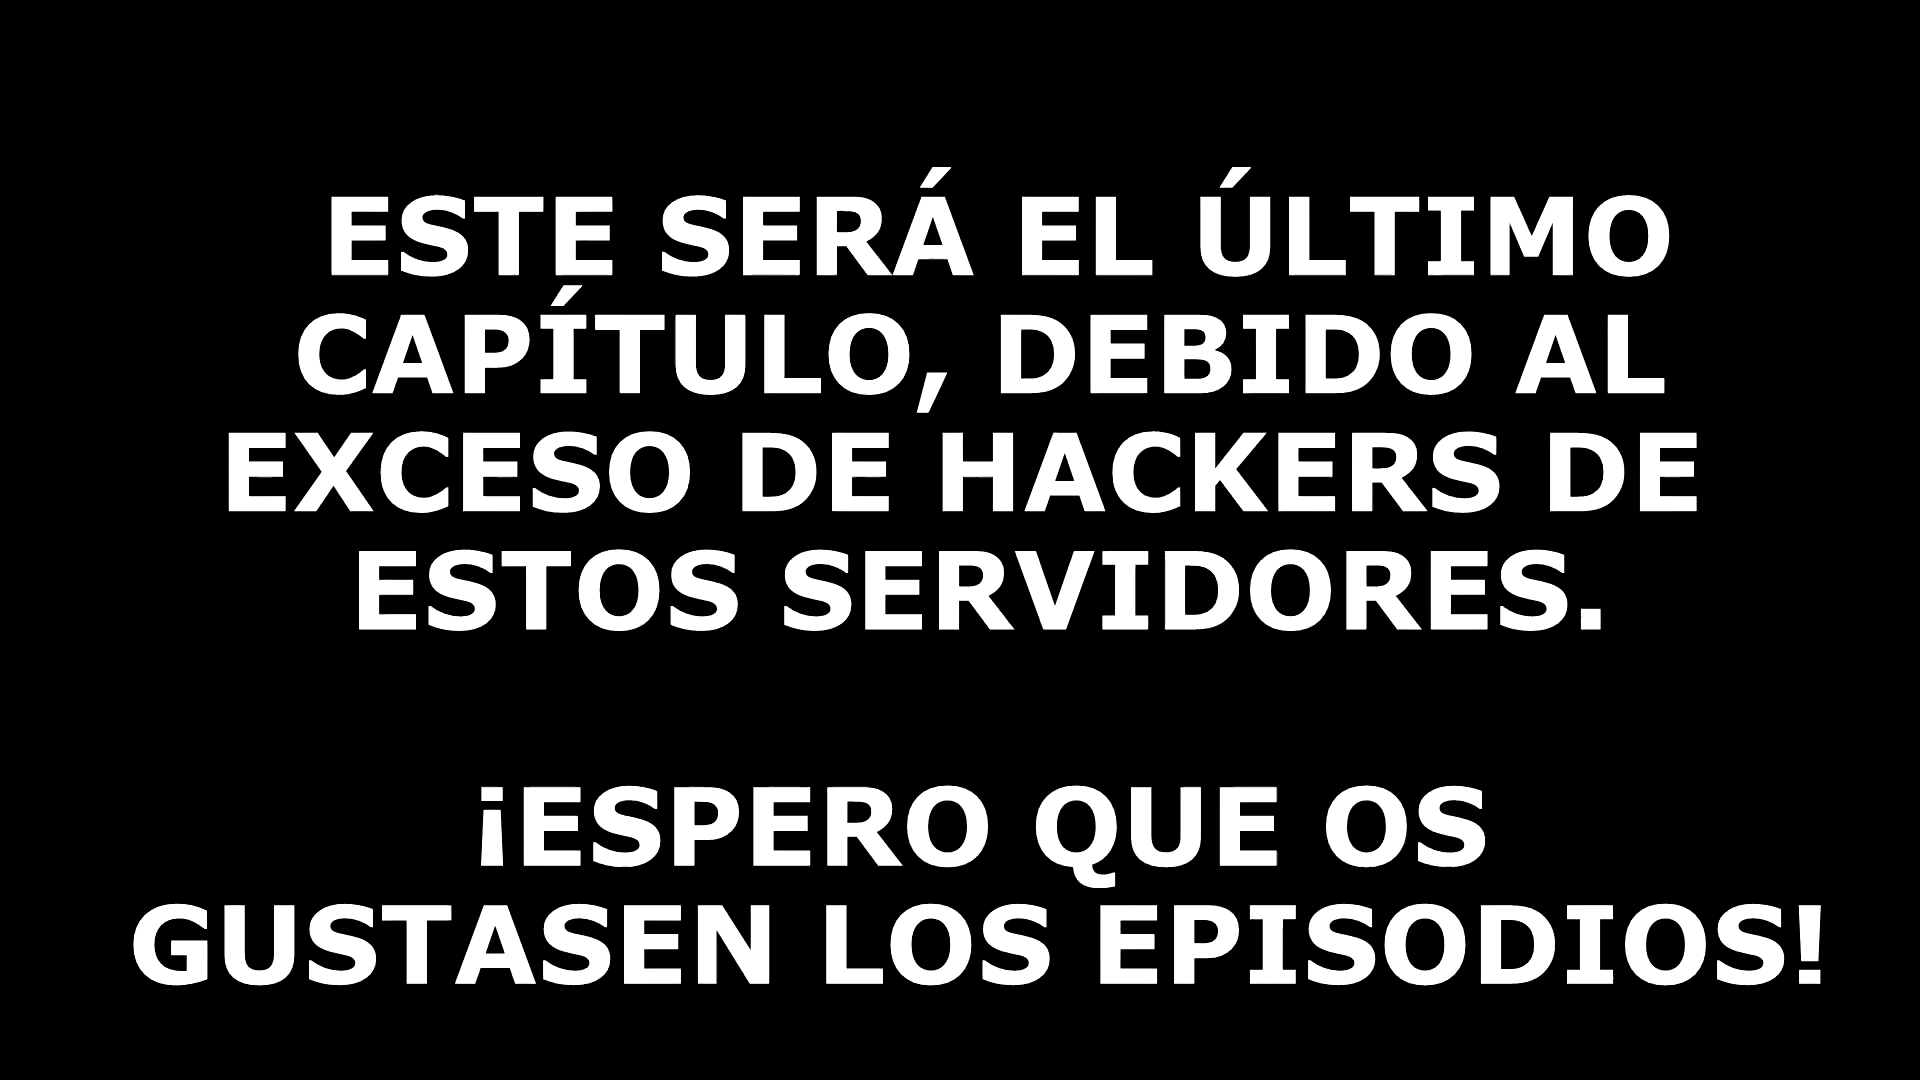 ESTE SERÁ EL ÚLTIMO
CAPÍTULO, DEBIDO AL
EXCESO DE HACKERS DE
ESTOS SERVIDORES.
¡ESPERO QUE OS
GUSTASEN LOS EPISODIOS!